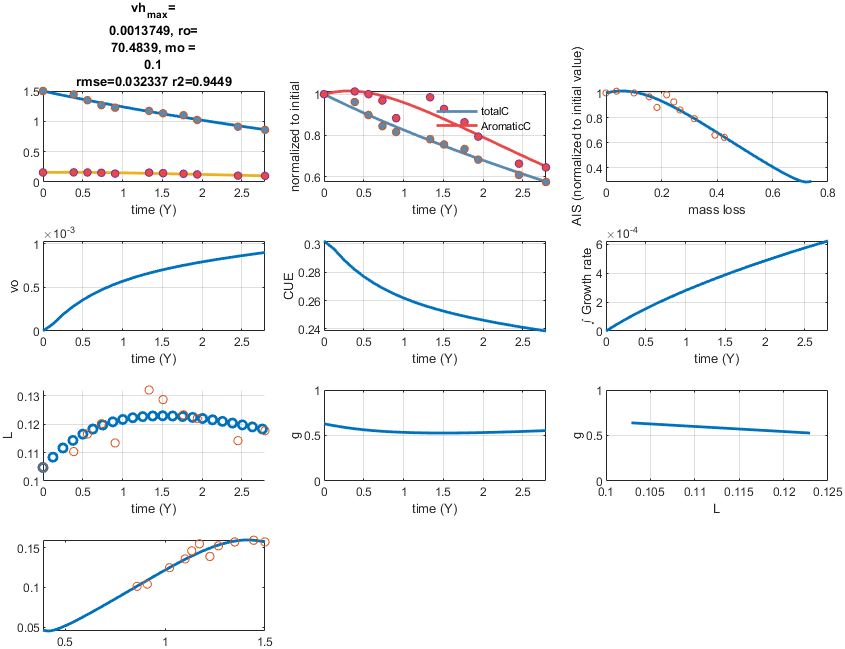 vh_max=
0.0013749, ro=
70.4839, mo =
0.1
rmse=0.032337 r2=0.9449
1.5
1
0.5
0
0 0.5 1 1.5 2 2.5
time (Y)
normalized to initial
1
0.8
0.6
totalC
AromaticC
0 0.5 1 1.5 2 2.5
time (Y)
AIS (normalized to initial value)
1
0.8
0.6
0.4
0 0.2 0.4 0.6 0.8
mass loss
×10^-3
vo
1
0.5
0
0 0.5 1 1.5 2 2.5
time (Y)
CUE
0.3
0.28
0.26
0.24
0 0.5 1 1.5 2 2.5
time (Y)
×10^-4
∫ Growth rate
6
4
2
0
0 0.5 1 1.5 2 2.5
time (Y)
L
0.13
0.12
0.11
0.1
0 0.5 1 1.5 2 2.5
time (Y)
g
1
0.5
0
0 0.5 1 1.5 2 2.5
time (Y)
g
1
0.5
0
0.1 0.105 0.11 0.115 0.12 0.125
L
0.15
0.1
0.05
0.5 1 1.5